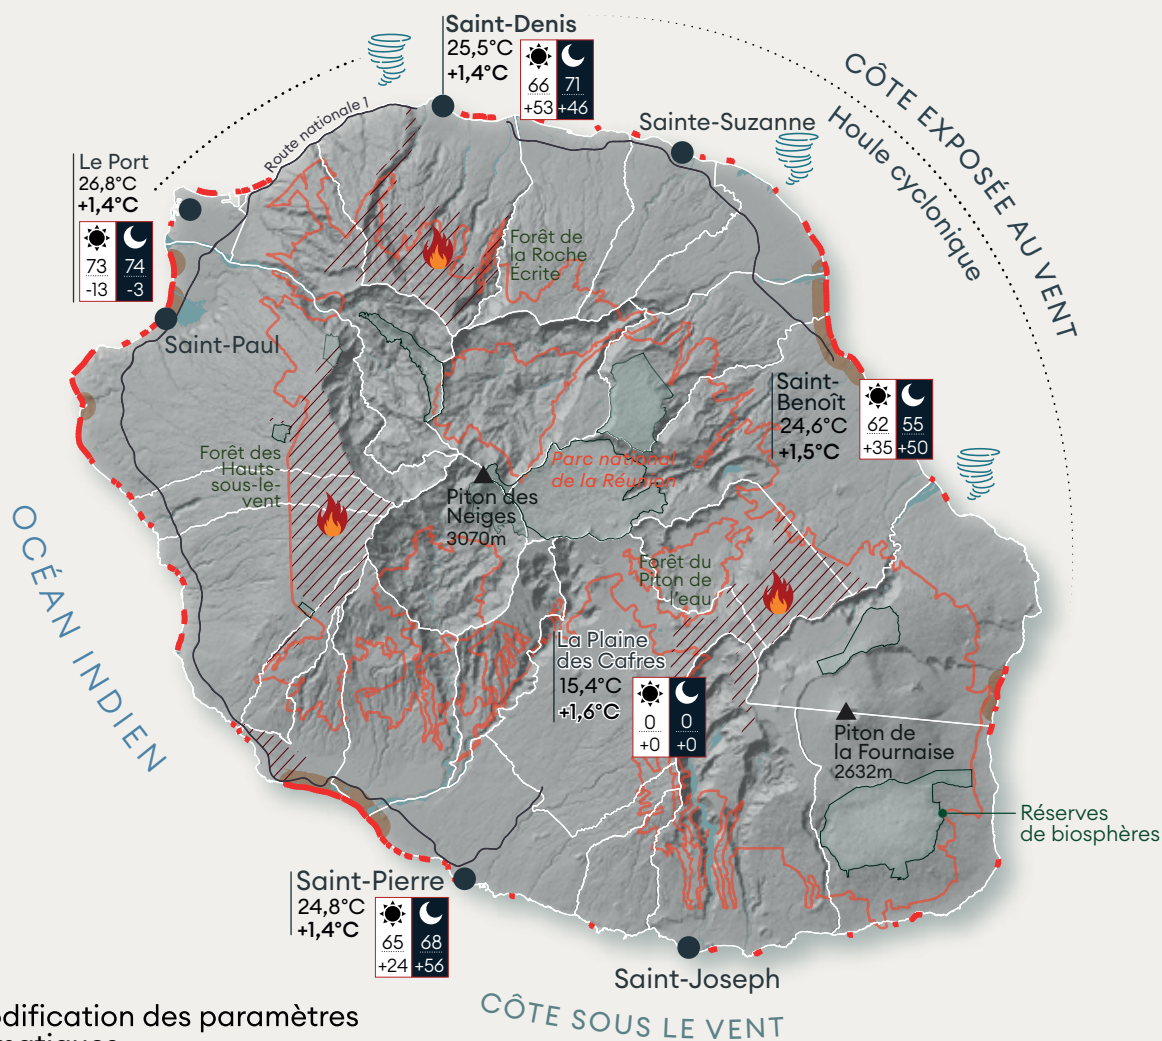 Saint-Denis
25,5°C
+1,4°C
66
+53
71
+46
Route nationale 1
Sainte-Suzanne
CÔTE EXPOSÉE AU VENT
Houle cyclonique
Le Port
26,8°C
+1,4°C
73
-13
74
-3
Forêt de
la Roche
Écrite
Saint-Paul
Saint-
Benoît
24,6°C
+1,5°C
62
+35
55
+50
Forêt des
Hauts-
sous-le-
vent
Parc national
de la Réunion
Piton des
Neiges
3070m
OCÉAN INDIEN
Forêt du
Piton de
l'eau
La Plaine
des Cafres
15,4°C
+1,6°C
0
+0
0
+0
Piton de
la Fournaise
2632m
Réserves
de biosphères
Saint-Pierre
24,8°C
+1,4°C
65
+24
68
+56
Saint-Joseph
CÔTE SOUS LE VENT
dification des paramètres